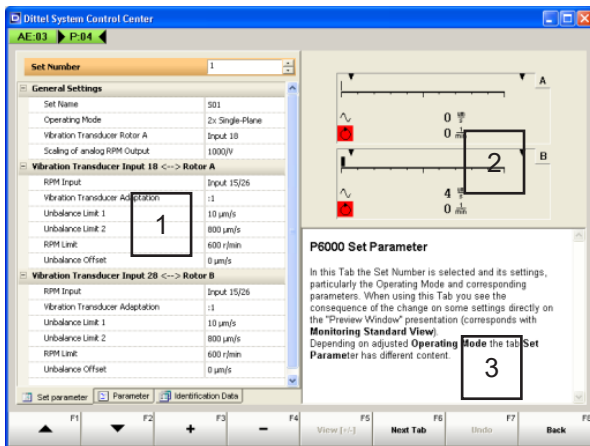 Dittel System Control Center
AE:03 P:04
Set Number 1
General Settings
Set Name S01
Operating Mode 2x Single-Plane
Vibration Transducer Rotor A Input 18
Scaling of analog RPM Output 1000/V
Vibration Transducer Input 18 <--> Rotor A
RPM Input Input 15/26
Vibration Transducer Adaptation :1
Unbalance Limit 1 10 µm/s
Unbalance Limit 2 800 µm/s
RPM Limit 600 r/min
Unbalance Offset 0 µm/s
Vibration Transducer Input 28 <--> Rotor B
RPM Input Input 15/26
Vibration Transducer Adaptation :1
Unbalance Limit 1 10 µm/s
Unbalance Limit 2 800 µm/s
RPM Limit 600 r/min
Unbalance Offset 0 µm/s
1
Set parameter Parameter Identification Data
A
0 µm/s
0 1/min
B
4 µm/s
0 1/min
2
P6000 Set Parameter
In this Tab the Set Number is selected and its settings,
particularly the Operating Mode and corresponding
parameters. When using this Tab you see the
consequence of the change on some settings directly on
the "Preview Window" presentation (corresponds with
Monitoring Standard View).
Depending on adjusted Operating Mode the tab Set
Parameter has different content.
3
F1 F2 F3 F4 F5 F6 F7 F8
+ - View [+/-] Next Tab Undo Back